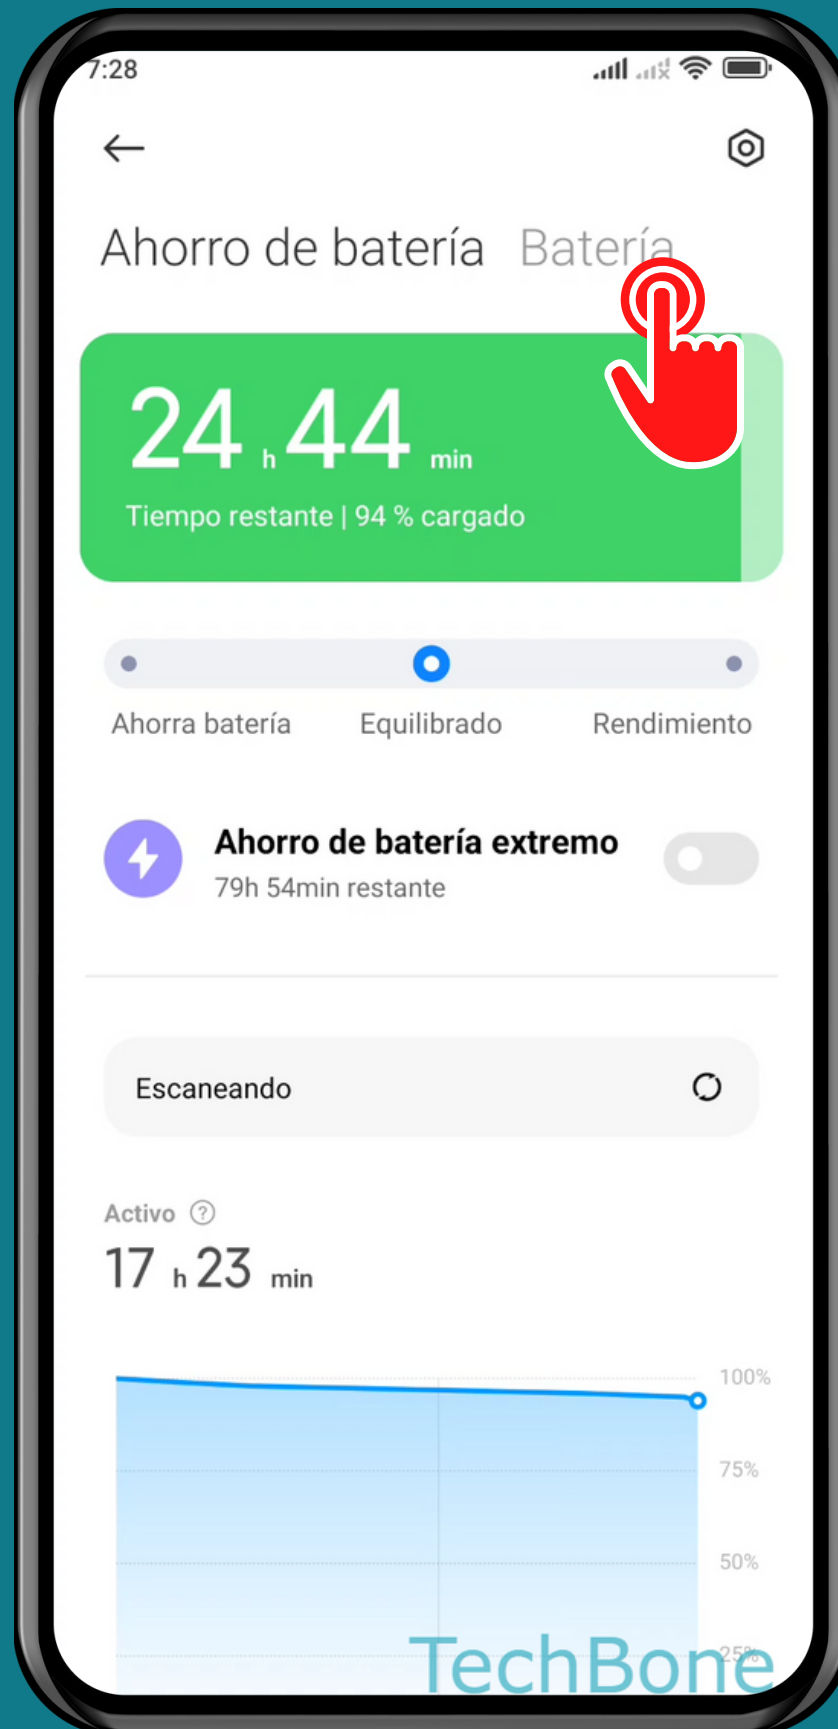 7:28
Ahorro de batería Batería
24 h 44 min
Tiempo restante | 94 % cargado
Ahorra batería Equilibrado Rendimiento
Ahorro de batería extremo
79h 54min restante
Escaneando
Activo ?
17 h 23 min
100%
75%
50%
25%
TechBone